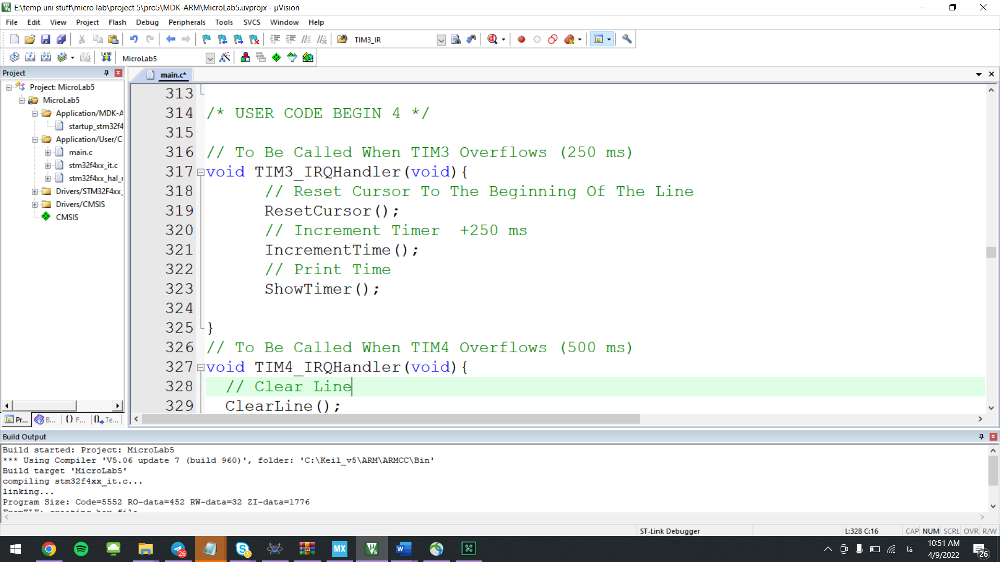 E:\temp uni stuff\micro lab\project 5\pro5\MDK-ARM\MicroLab5.uvprojx - µVision
File Edit View Project Flash Debug Peripherals Tools SVCS Window Help
TIM3_IR
LOAD MicroLab5
Project
main.c*
Project: MicroLab5
MicroLab5
Application/MDK-A
startup_stm32f4
Application/User/C
main.c
stm32f4xx_it.c
stm32f4xx_hal_r
Drivers/STM32F4xx_
Drivers/CMSIS
CMSIS
Pr... B... {} F... Te...
313
314 /* USER CODE BEGIN 4 */
315
316 // To Be Called When TIM3 Overflows (250 ms)
317 void TIM3_IRQHandler(void){
318 // Reset Cursor To The Beginning Of The Line
319 ResetCursor();
320 // Increment Timer  +250 ms
321 IncrementTime();
322 // Print Time
323 ShowTimer();
324
325 }
326 // To Be Called When TIM4 Overflows (500 ms)
327 void TIM4_IRQHandler(void){
328 // Clear Line
329 ClearLine();
Build Output
Build started: Project: MicroLab5
*** Using Compiler 'V5.06 update 7 (build 960)', folder: 'C:\Keil_v5\ARM\ARMCC\Bin'
Build target 'MicroLab5'
compiling stm32f4xx_it.c...
linking...
Program Size: Code=5552 RO-data=452 RW-data=32 ZI-data=1776
ST-Link Debugger L:328 C:16 CAP NUM SCRL OVR R/W
26 MX 5 W فا 10:51 AM
4/9/2022 26